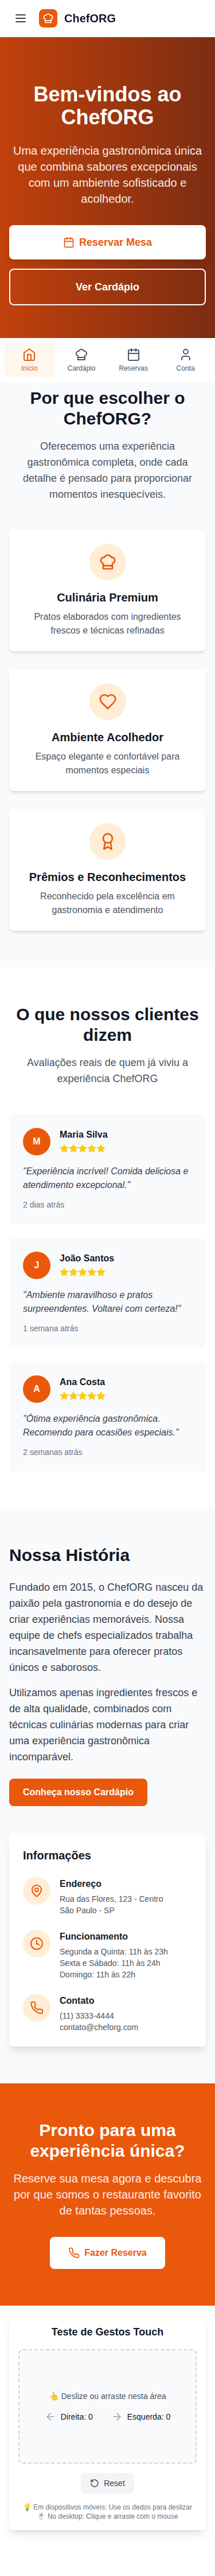 ChefORG
Bem-vindos ao
ChefORG
Uma experiência gastronômica única
que combina sabores excepcionais
com um ambiente sofisticado e
acolhedor.
Reservar Mesa
Ver Cardápio
Início
Cardápio
Reservas
Conta
Por que escolher o
ChefORG?
Oferecemos uma experiência
gastronômica completa, onde cada
detalhe é pensado para proporcionar
momentos inesquecíveis.
Culinária Premium
Pratos elaborados com ingredientes
frescos e técnicas refinadas
Ambiente Acolhedor
Espaço elegante e confortável para
momentos especiais
Prêmios e Reconhecimentos
Reconhecido pela excelência em
gastronomia e atendimento
O que nossos clientes
dizem
Avaliações reais de quem já viviu a
experiência ChefORG
M
Maria Silva
"Experiência incrível! Comida deliciosa e
atendimento excepcional."
2 dias atrás
J
João Santos
"Ambiente maravilhoso e pratos
surpreendentes. Voltarei com certeza!"
1 semana atrás
A
Ana Costa
"Ótima experiência gastronômica.
Recomendo para ocasiões especiais."
2 semanas atrás
Nossa História
Fundado em 2015, o ChefORG nasceu da
paixão pela gastronomia e do desejo de
criar experiências memoráveis. Nossa
equipe de chefs especializados trabalha
incansavelmente para oferecer pratos
únicos e saborosos.
Utilizamos apenas ingredientes frescos e
de alta qualidade, combinados com
técnicas culinárias modernas para criar
uma experiência gastronômica
incomparável.
Conheça nosso Cardápio
Informações
Endereço
Rua das Flores, 123 - Centro
São Paulo - SP
Funcionamento
Segunda a Quinta: 11h às 23h
Sexta e Sábado: 11h às 24h
Domingo: 11h às 22h
Contato
(11) 3333-4444
contato@cheforg.com
Pronto para uma
experiência única?
Reserve sua mesa agora e descubra
por que somos o restaurante favorito
de tantas pessoas.
Fazer Reserva
Teste de Gestos Touch
👆 Deslize ou arraste nesta área
Direita: 0
Esquerda: 0
Reset
💡 Em dispositivos móveis: Use os dedos para deslizar
🖱️ No desktop: Clique e arraste com o mouse